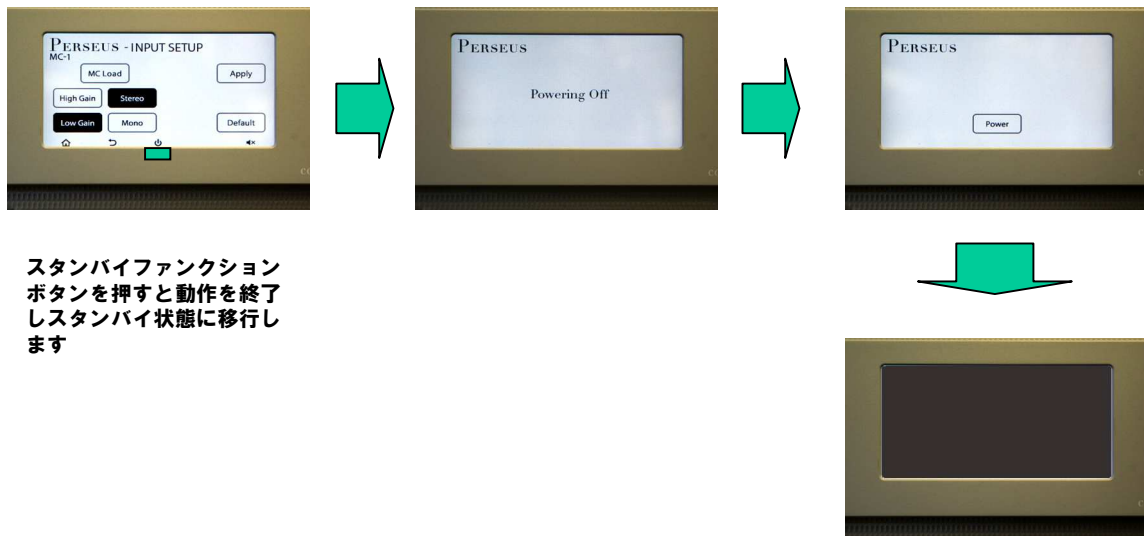 PERSEUS - INPUT SETUP
MC-1
MC Load
Apply
High Gain
Stereo
Low Gain
Mono
Default
PERSEUS
Powering Off
PERSEUS
Power
スタンバイファンクション
ボタンを押すと動作を終了
しスタンバイ状態に移行し
ます